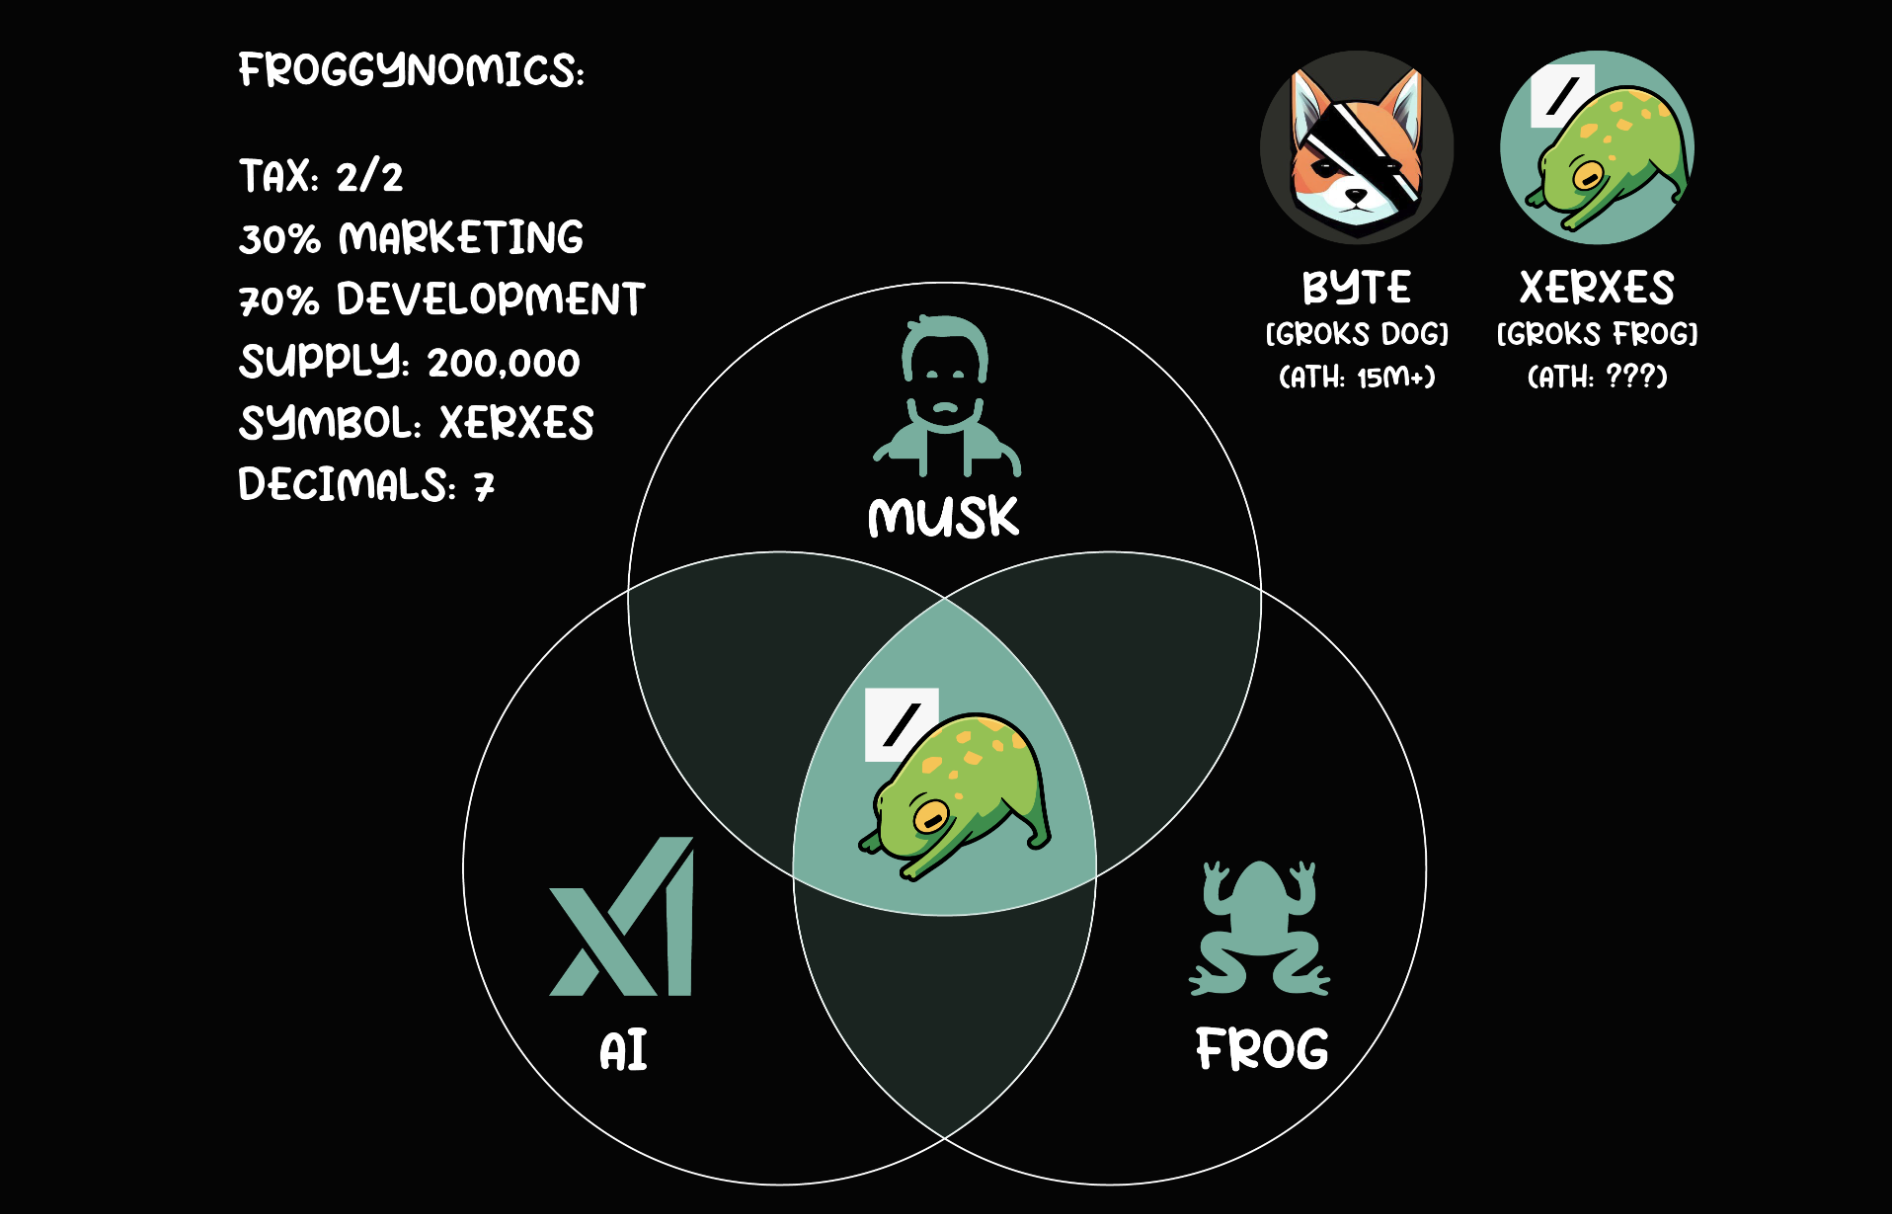 FROGGYNOMICS:
TAX: 2/2
30% MARKETING
70% DEVELOPMENT
SUPPLY: 200,000
SYMBOL: XERXES
DECIMALS: 7
BYTE
[GROKS DOG]
(ATH: 15M+)
XERXES
[GROKS FROG]
(ATH: ???)
MUSK
AI
FROG